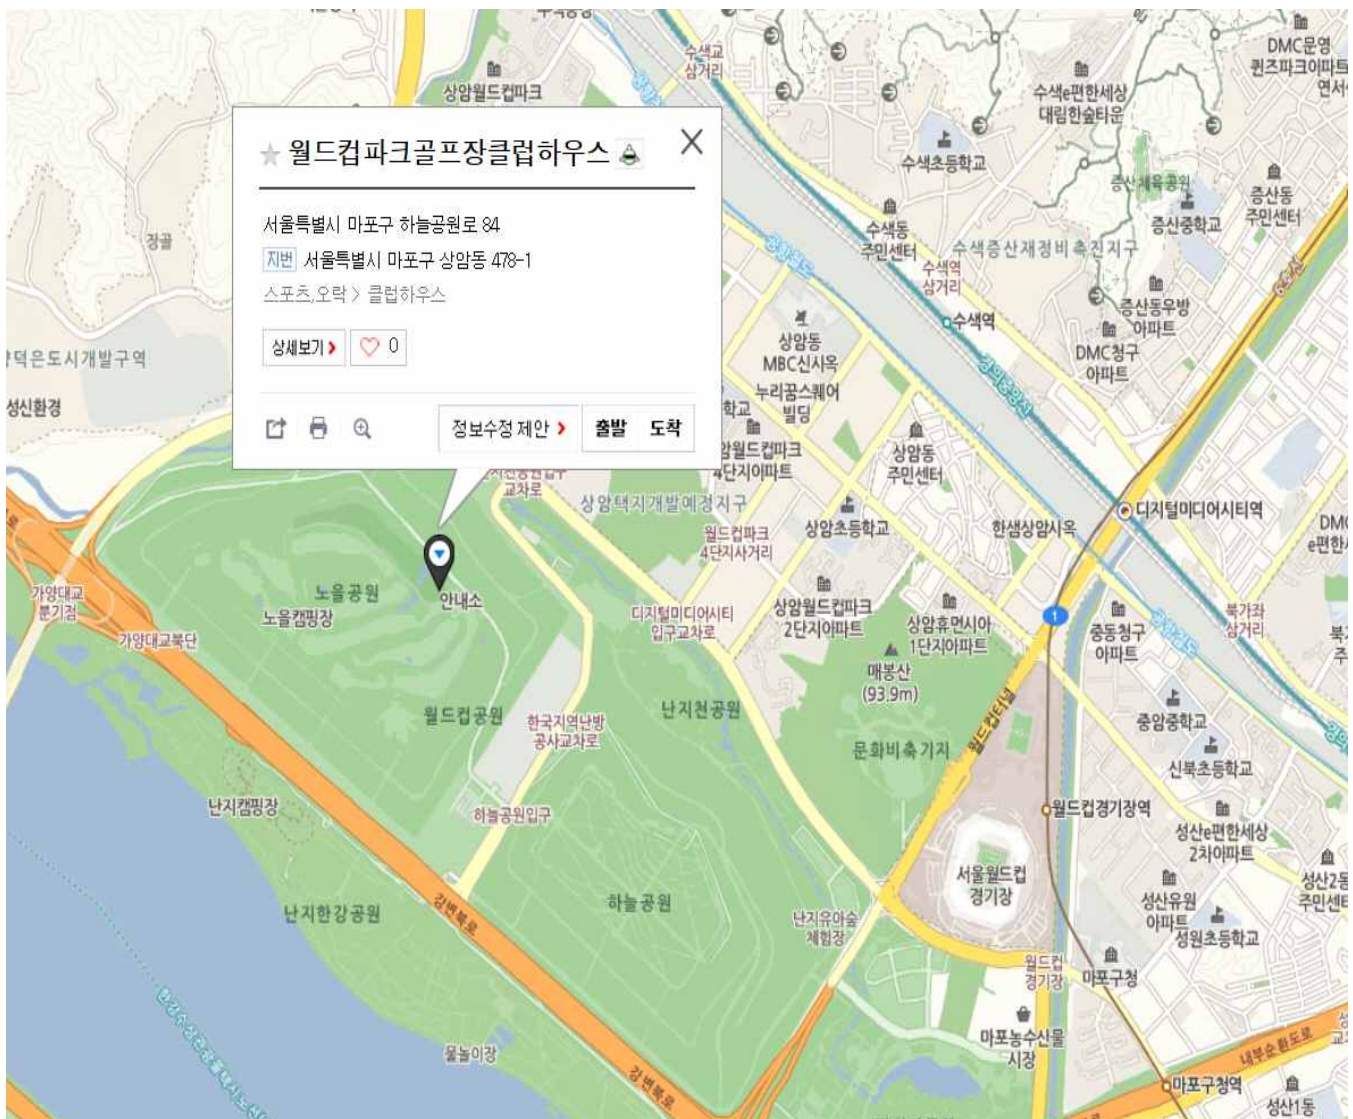 수색교
삼거리
상암월드컵파크
DMC문영
퀸즈파크아파트
수색e편한세상
대림한숲타운
월드컵파크골프장클럽하우스
서울특별시 마포구 하늘공원로 84
지번 서울특별시 마포구 상암동 478-1
스포츠,오락 > 클럽하우스
상세보기 > 0
정보수정 제안 > 출발 도착
수색초등학교
증산체육공원
증산중학교
증산동
주민센터
수색동
주민센터
수색증산재정비촉진지구
수색역
삼거리
공항철도
6호선
장골
증산동우방
아파트
수색역
상암동
MBC신사옥
DMC청구
아파트
경의중앙선
덕은도시개발구역
성신환경
누리꿈스퀘어
빌딩
4단지아파트
상암동
주민센터
교차로
상암택지개발예정지구
월드컵파크
4단지사거리
상암초등학교
한샘상암사옥
디지털미디어시티역
가양대교
분기점
노을공원
노을캠핑장
안내소
가양대교북단
디지털미디어시티
입구교차로
상암월드컵파크
2단지아파트
상암휴먼시아
1단지아파트
1
중동청구
아파트
공항철도
북가좌
삼거리
매봉산
(93.9m)
월드컵공원
한국지역난방
공사교차로
난지천공원
문화비축기지
월드컵터널
중암중학교
신북초등학교
난지캠핑장
하늘공원입구
월드컵경기장역
성산e편한세상
2차아파트
서울월드컵
경기장
성산2동
주민센터
성산유원
아파트
성원초등학교
난지한강공원
강변북로
하늘공원
난지유아숲
체험장
월드컵
경기장
마포구청
마포농수산물
시장
물놀이장
강변북로
내부순환도로
마포구청역
성산1동